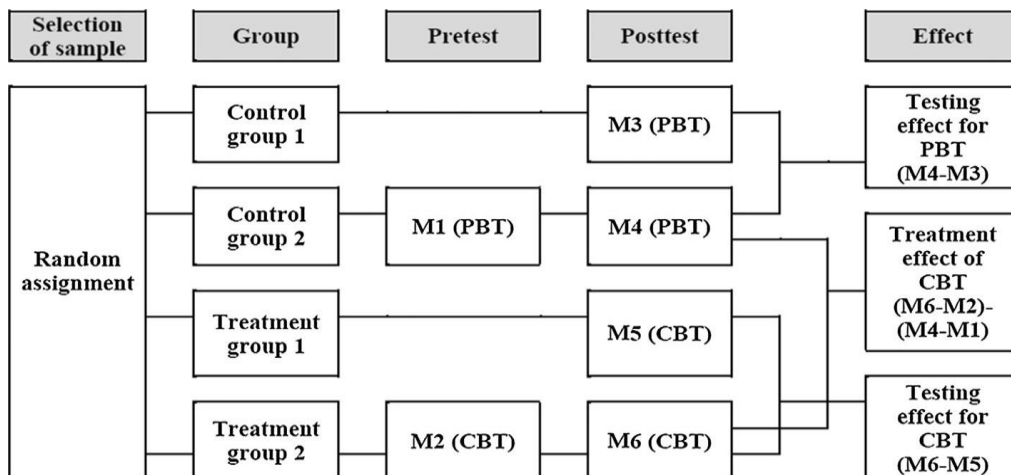 Selection
of sample
Group
Pretest
Posttest
Effect
Random
assignment
Control
group 1
M3 (PBT)
Testing
effect for
PBT
(M4-M3)
Control
group 2
M1 (PBT)
M4 (PBT)
Treatment
effect of
CBT
(M6-M2)-
(M4-M1)
Treatment
group 1
M5 (CBT)
Treatment
group 2
M2 (CBT)
M6 (CBT)
Testing
effect for
CBT
(M6-M5)